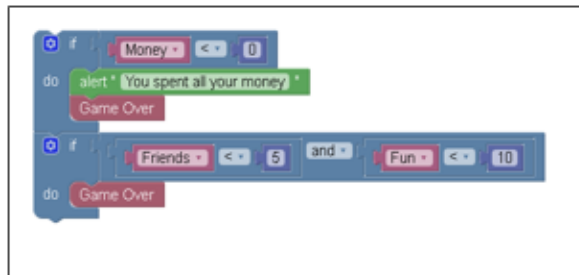 if Money < 0
do alert " You spent all your money "
Game Over
if Friends < 5 and Fun < 10
do Game Over